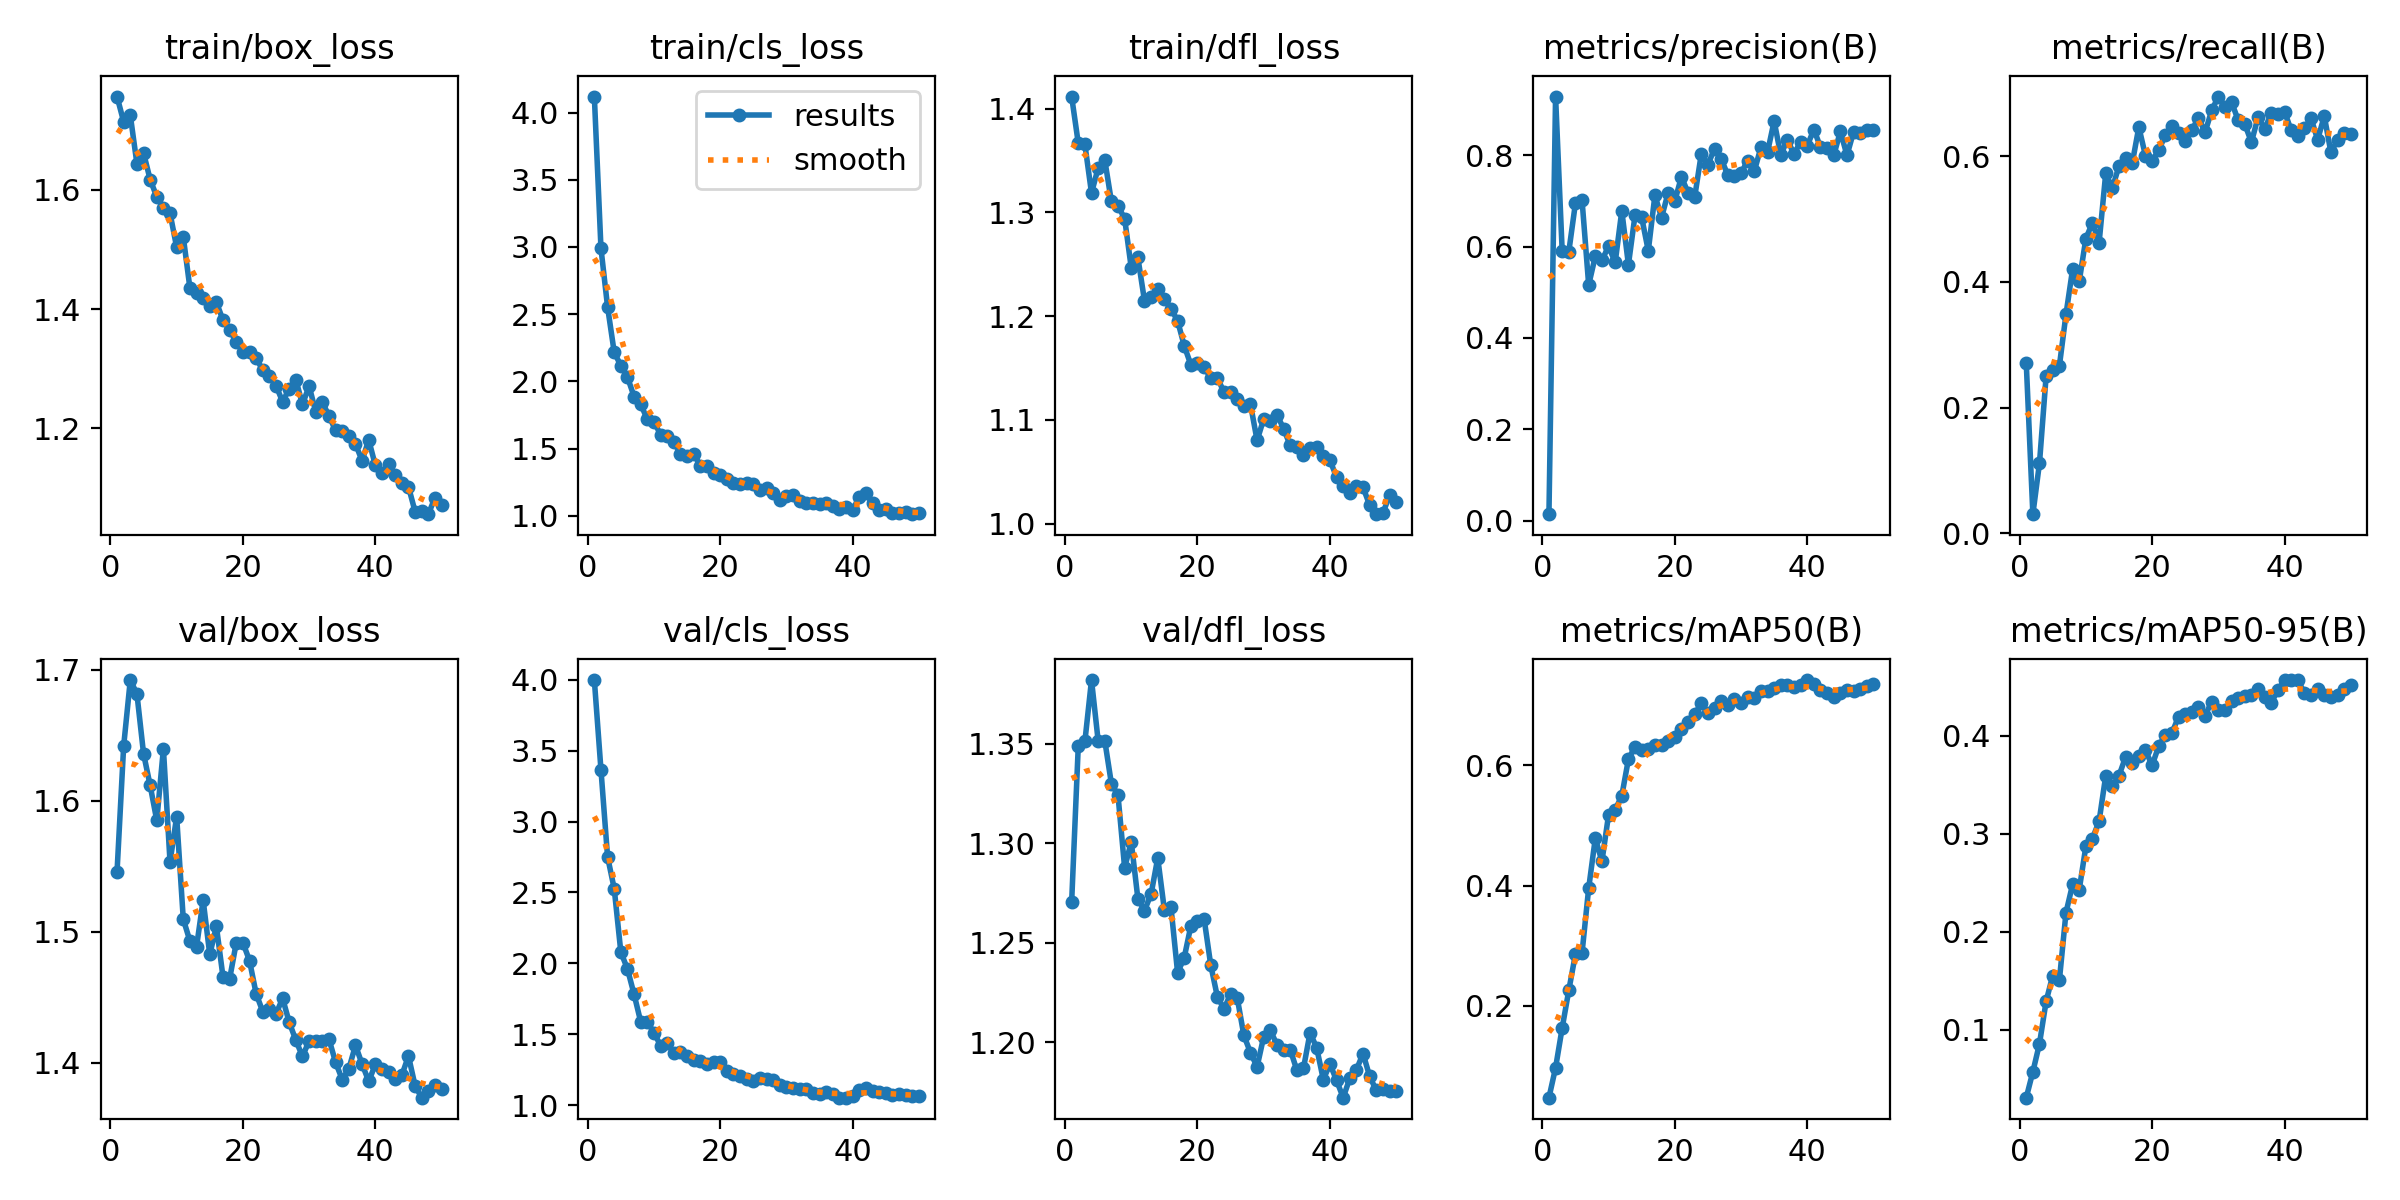 train/box_loss
1.6
1.4
1.2
0 20 40
train/cls_loss
results
smooth
4.0
3.5
3.0
2.5
2.0
1.5
1.0
0 20 40
train/dfl_loss
1.4
1.3
1.2
1.1
1.0
0 20 40
metrics/precision(B)
0.8
0.6
0.4
0.2
0.0
0 20 40
metrics/recall(B)
0.6
0.4
0.2
0.0
0 20 40
val/box_loss
1.7
1.6
1.5
1.4
0 20 40
val/cls_loss
4.0
3.5
3.0
2.5
2.0
1.5
1.0
0 20 40
val/dfl_loss
1.35
1.30
1.25
1.20
0 20 40
metrics/mAP50(B)
0.6
0.4
0.2
0 20 40
metrics/mAP50-95(B)
0.4
0.3
0.2
0.1
0 20 40